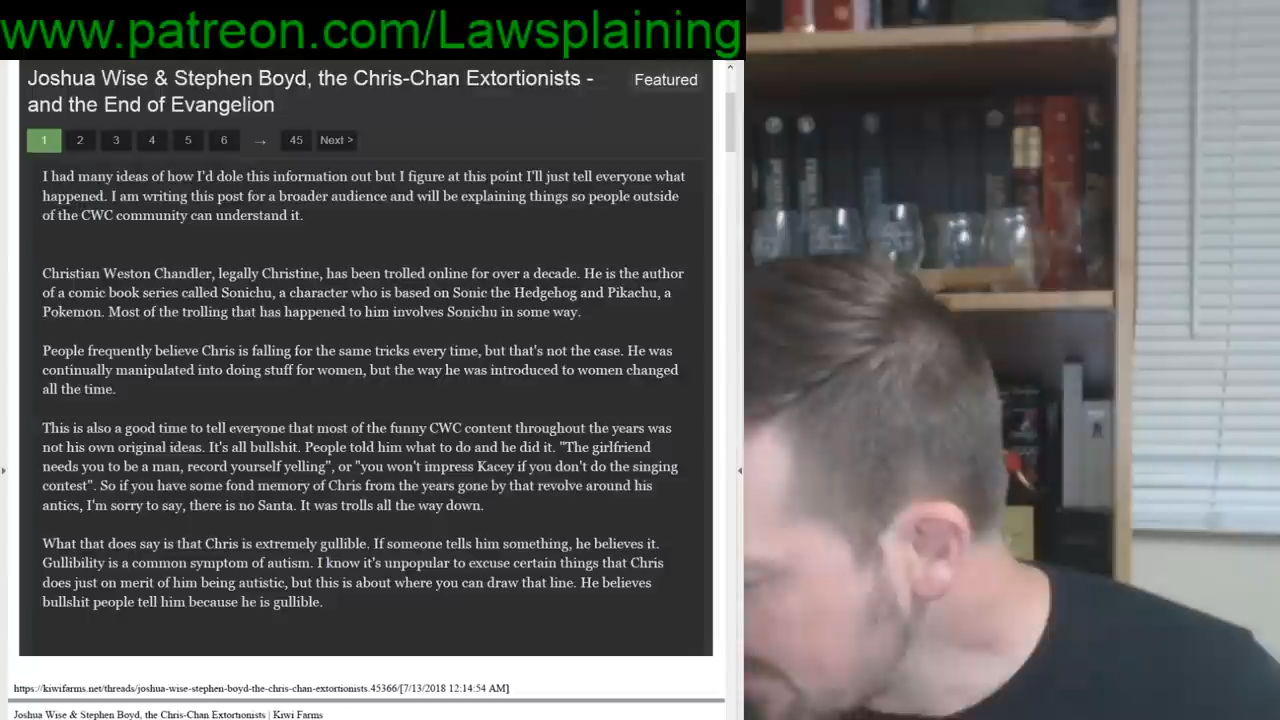 www.patreon.com/Lawsplaining
Joshua Wise & Stephen Boyd, the Chris-Chan Extortionists -
and the End of Evangelion
Featured
1 2 3 4 5 6 → 45 Next >
I had many ideas of how I'd dole this information out but I figure at this point I'll just tell everyone what
happened. I am writing this post for a broader audience and will be explaining things so people outside
of the CWC community can understand it.
Christian Weston Chandler, legally Christine, has been trolled online for over a decade. He is the author
of a comic book series called Sonichu, a character who is based on Sonic the Hedgehog and Pikachu, a
Pokemon. Most of the trolling that has happened to him involves Sonichu in some way.
People frequently believe Chris is falling for the same tricks every time, but that's not the case. He was
continually manipulated into doing stuff for women, but the way he was introduced to women changed
all the time.
This is also a good time to tell everyone that most of the funny CWC content throughout the years was
not his own original ideas. It's all bullshit. People told him what to do and he did it. "The girlfriend
needs you to be a man, record yourself yelling", or "you won't impress Kacey if you don't do the singing
contest". So if you have some fond memory of Chris from the years gone by that revolve around his
antics, I'm sorry to say, there is no Santa. It was trolls all the way down.
What that does say is that Chris is extremely gullible. If someone tells him something, he believes it.
Gullibility is a common symptom of autism. I know it's unpopular to excuse certain things that Chris
does just on merit of him being autistic, but this is about where you can draw that line. He believes
bullshit people tell him because he is gullible.
https://kiwifarms.net/threads/joshua-wise-stephen-boyd-the-chris-chan-extortionists.45366/[7/13/2018 12:14:54 AM]
Joshua Wise & Stephen Boyd, the Chris-Chan Extortionists | Kiwi Farms